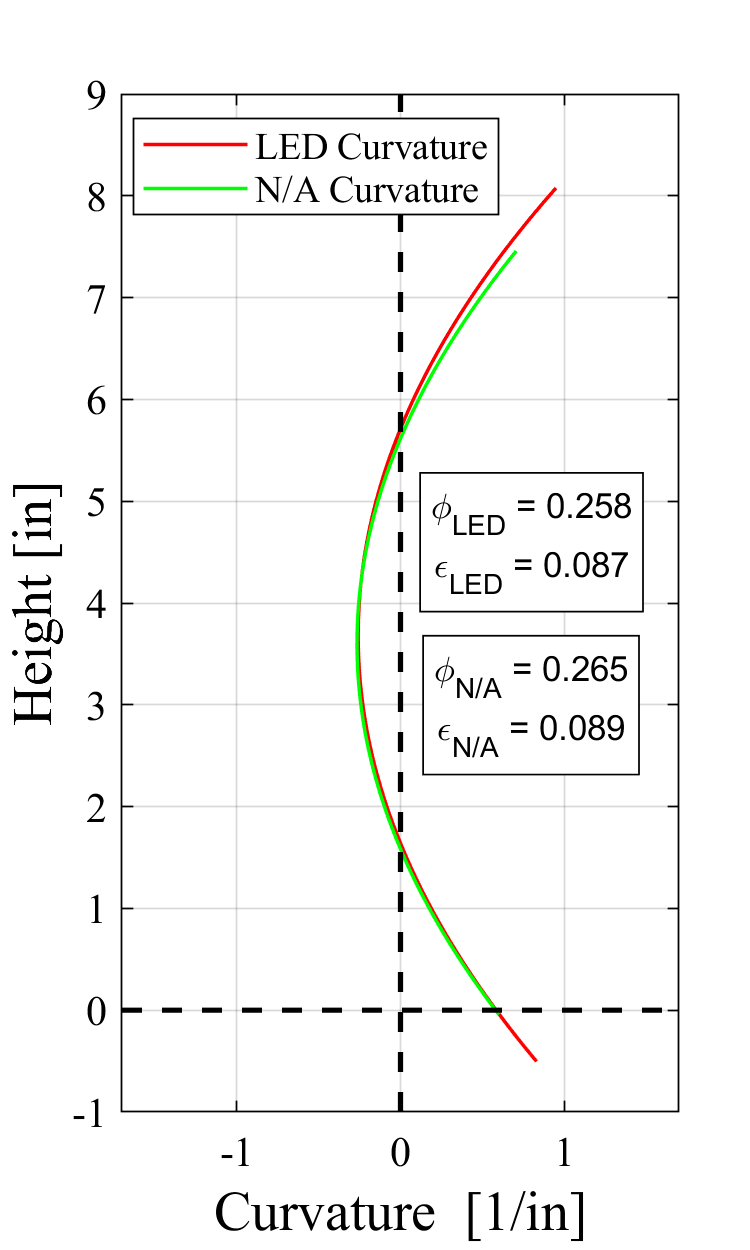 9
LED Curvature
N/A Curvature
8
7
6
5
4
3
2
1
0
-1
ϕLED = 0.258
ϵLED = 0.087
ϕN/A = 0.265
ϵN/A = 0.089
Height [in]
-1 0 1
Curvature [1/in]